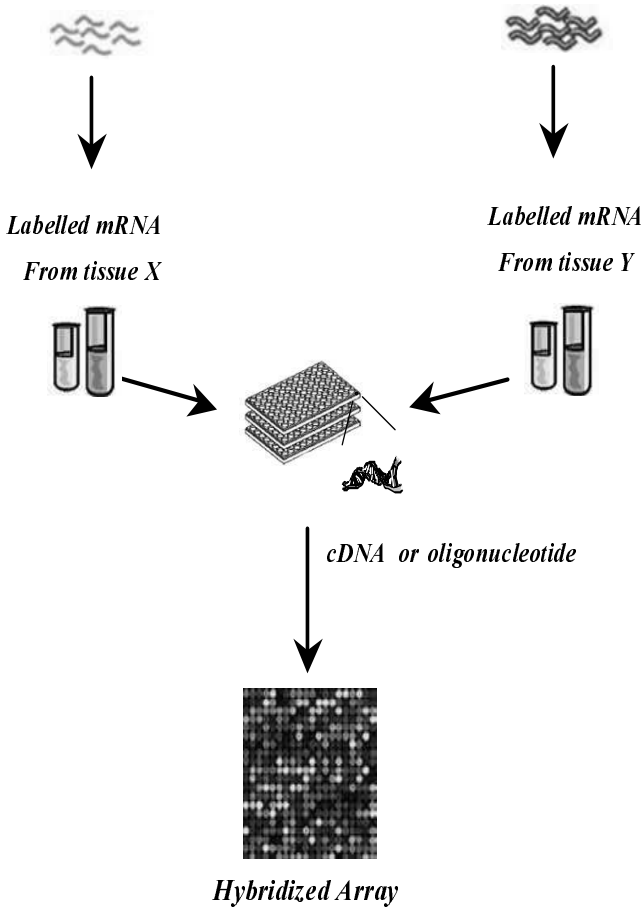 Labelled mRNA
From tissue X
Labelled mRNA
From tissue Y
cDNA or oligonucleotide
Hybridized Array